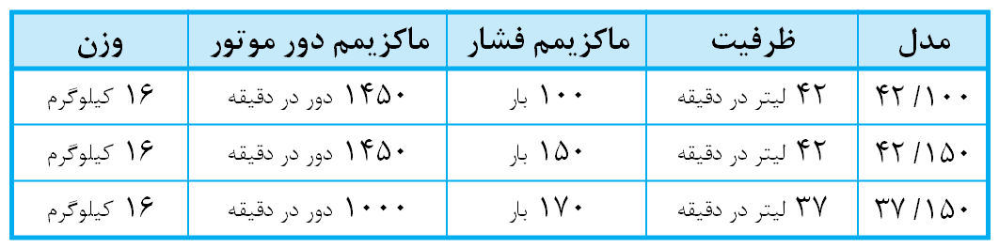 مدل ظرفیت ماکزیمم فشار ماکزیمم دور موتور وزن
۴۲ /۱۰۰ ۴۲ لیتر در دقیقه ۱۰۰ بار ۱۴۵۰ دور در دقیقه ۱۶ کیلوگرم
۴۲ /۱۵۰ ۴۲ لیتر در دقیقه ۱۵۰ بار ۱۴۵۰ دور در دقیقه ۱۶ کیلوگرم
۳۷ /۱۵۰ ۳۷ لیتر در دقیقه ۱۷۰ بار ۱۰۰۰ دور در دقیقه ۱۶ کیلوگرم